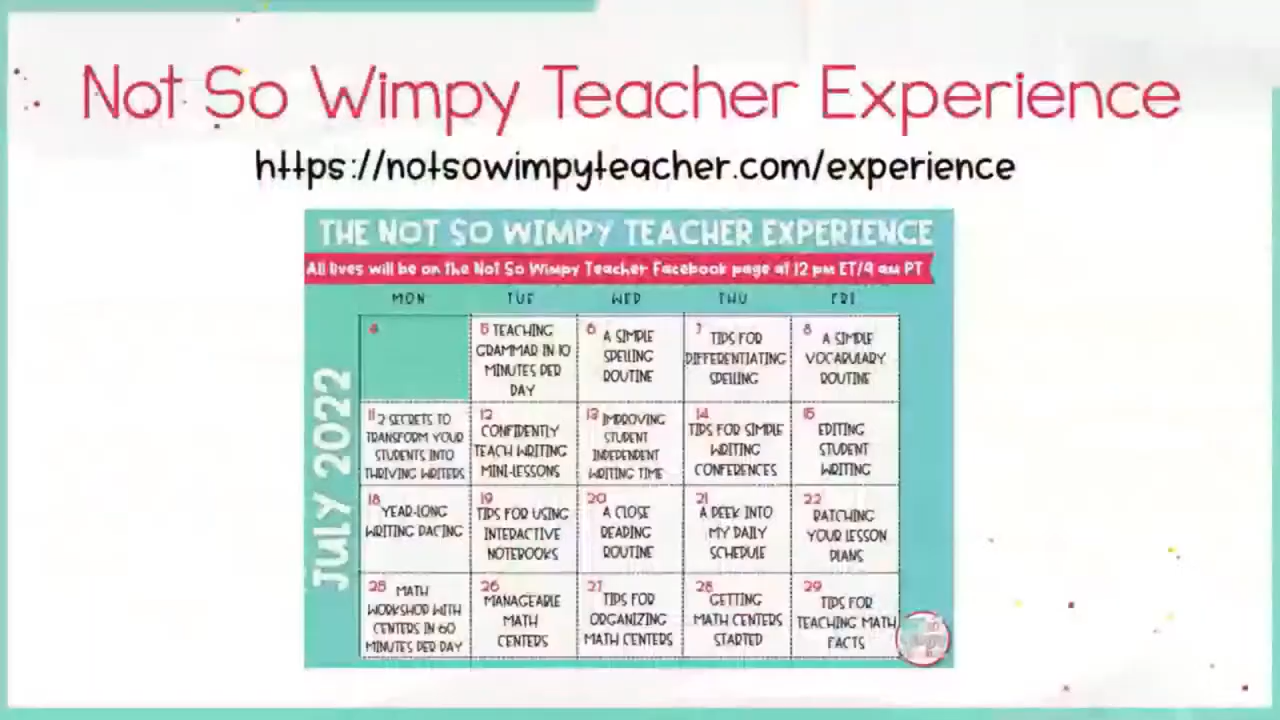 Not So Wimpy Teacher Experience
https://notsowimpyteacher.com/experience
THE NOT SO WIMPY TEACHER EXPERIENCE
All lives will be on the Not So Wimpy Teacher Facebook page at 12 pm ET/9 am PT
MON TUE WED THU FRI
JULY 2022
4
5 TEACHING
GRAMMAR IN 10
MINUTES PER
DAY
6 A SIMPLE
SPELLING
ROUTINE
7 TIPS FOR
DIFFERENTIATING
SPELLING
8 A SIMPLE
VOCABULARY
ROUTINE
11 2 SECRETS TO
TRANSFORM YOUR
STUDENTS INTO
THRIVING WRITERS
12
CONFIDENTLY
TEACH WRITING
MINI-LESSONS
13 IMPROVING
STUDENT
INDEPENDENT
WRITING TIME
14
TIPS FOR SIMPLE
WRITING
CONFERENCES
15
EDITING
STUDENT
WRITING
18
YEAR-LONG
WRITING PACING
19
TIPS FOR USING
INTERACTIVE
NOTEBOOKS
20
A CLOSE
READING
ROUTINE
21
A PEEK INTO
MY DAILY
SCHEDULE
22
BATCHING
YOUR LESSON
PLANS
25 MATH
WORKSHOP WITH
CENTERS IN 60
MINUTES PER DAY
26
MANAGEABLE
MATH
CENTERS
27
TIPS FOR
ORGANIZING
MATH CENTERS
28
GETTING
MATH CENTERS
STARTED
29
TIPS FOR
TEACHING MATH
FACTS